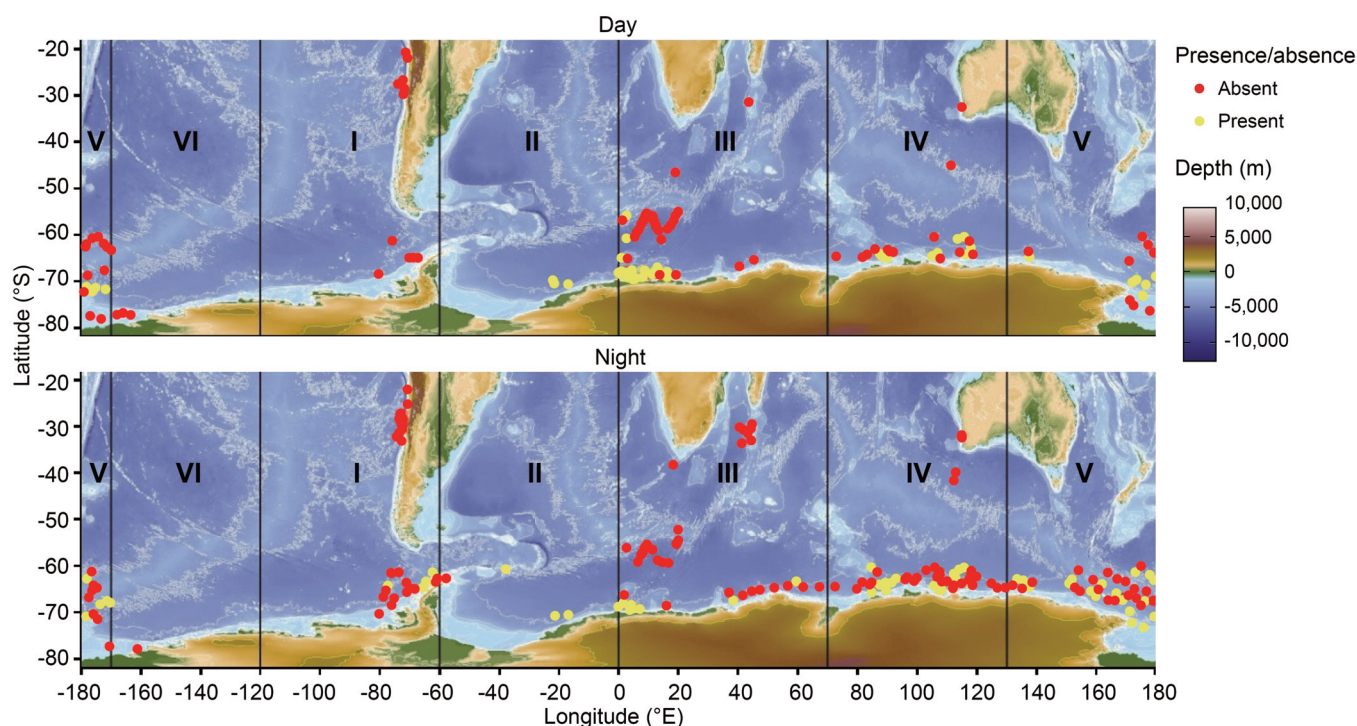 Day
-20
-30
-40
-50
-60
-70
-80
V VI I II III IV V
Presence/absence
Absent
Present
Depth (m)
10,000
5,000
0
-5,000
-10,000
Latitude (°S)
Night
-20
-30
-40
-50
-60
-70
-80
V VI I II III IV V
-180 -160 -140 -120 -100 -80 -60 -40 -20 0 20 40 60 80 100 120 140 160 180
Longitude (°E)